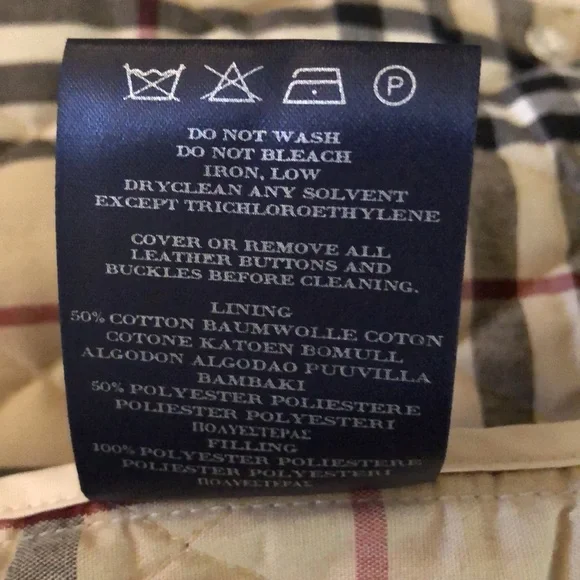 P
DO NOT WASH
DO NOT BLEACH
IRON, LOW
DRYCLEAN ANY SOLVENT
EXCEPT TRICHLOROETHYLENE
COVER OR REMOVE ALL
LEATHER BUTTONS AND
BUCKLES BEFORE CLEANING.
LINING
50% COTTON BAUMWOLLE COTON
COTONE KATOEN BOMULL
ALGODON ALGODAO PUUVILLA
BAMBAKI
50% POLYESTER POLIESTERE
POLIESTER POLYESTERI
ΠΟΛΥΕΣΤΕΡΑΣ
FILLING
100% POLYESTER POLIESTERE
POLIESTER POLYESTERI
ΠΟΛΥΕΣΤΕΡΑΣ